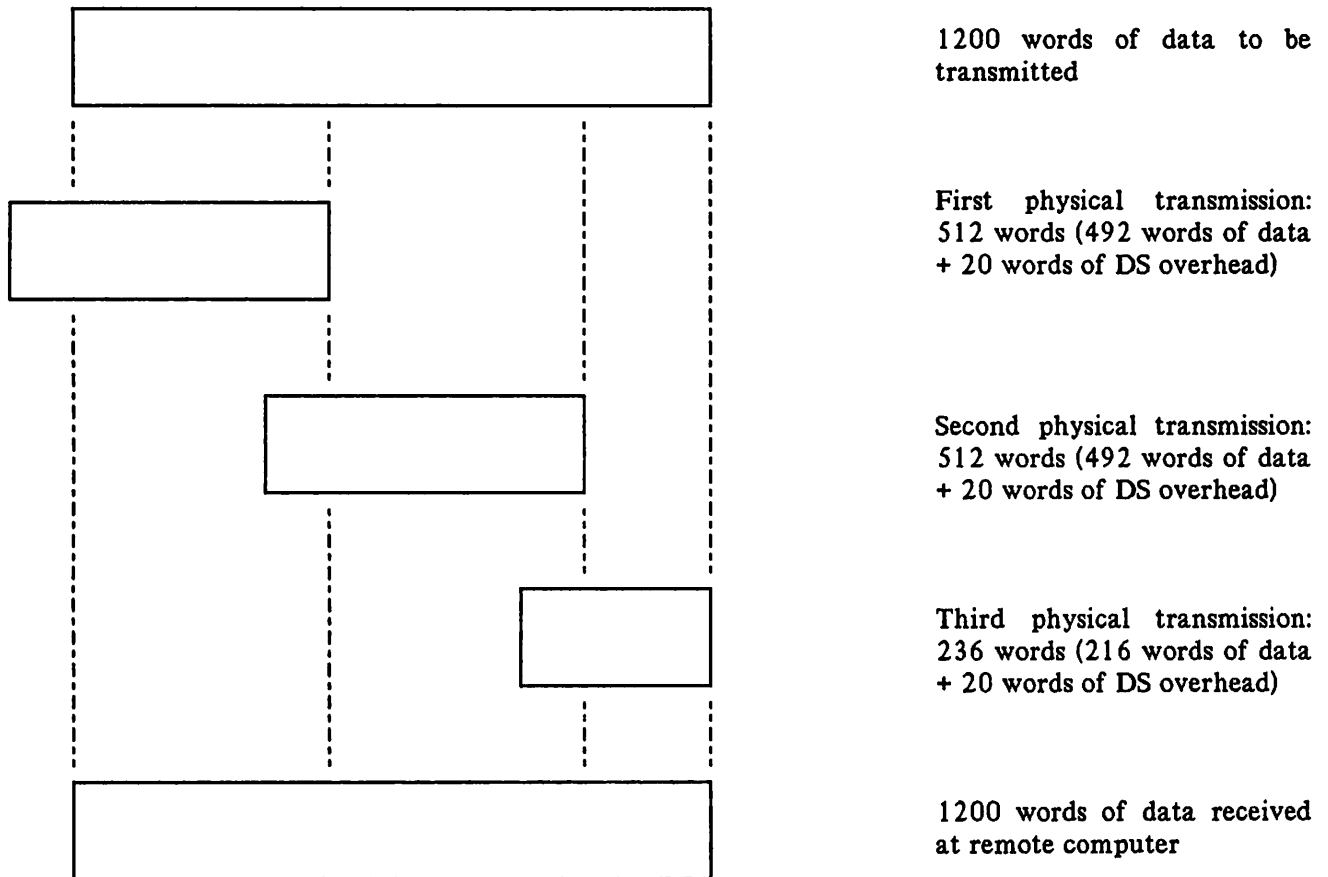 1200 words of data to be
transmitted
First physical transmission:
512 words (492 words of data
+ 20 words of DS overhead)
Second physical transmission:
512 words (492 words of data
+ 20 words of DS overhead)
Third physical transmission:
236 words (216 words of data
+ 20 words of DS overhead)
1200 words of data received
at remote computer